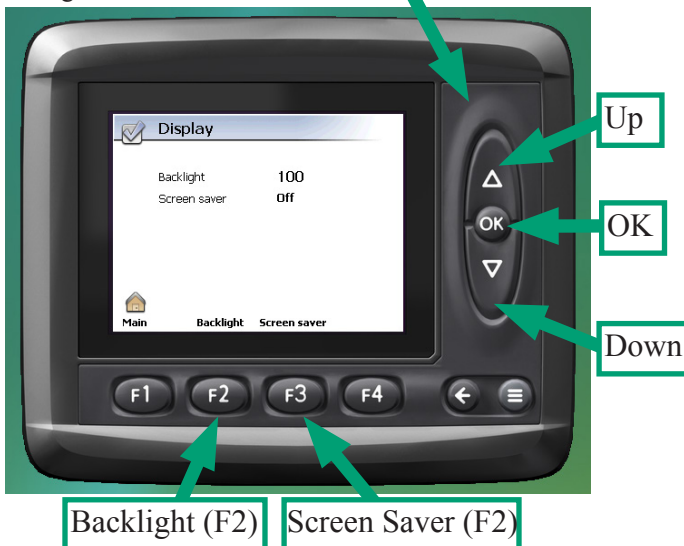 Display
Backlight 100
Screen saver Off
Main Backlight Screen saver
F1 F2 F3 F4
OK
Up
OK
Down
Backlight (F2) Screen Saver (F2)